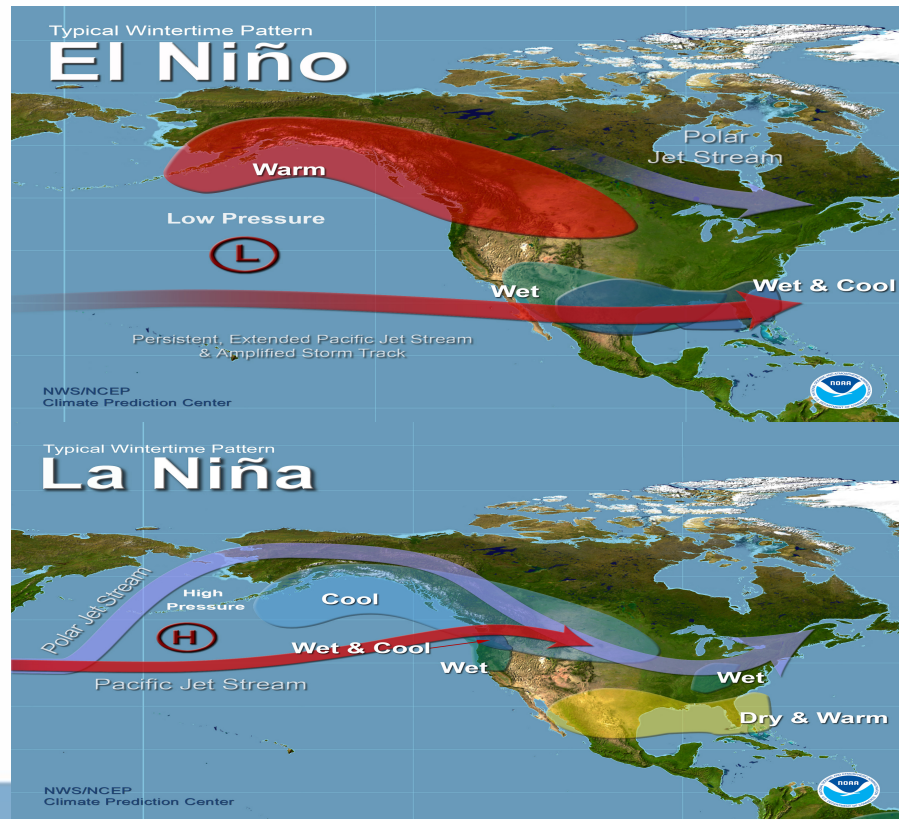 Typical Wintertime Pattern
El Niño
Polar
Jet Stream
Warm
Low Pressure
L
Wet
Wet & Cool
Persistent, Extended Pacific Jet Stream
& Amplified Storm Track
NWS/NCEP
Climate Prediction Center
NOAA
Typical Wintertime Pattern
La Niña
Polar Jet Stream
High
Pressure
H
Cool
Wet & Cool
Wet
Pacific Jet Stream
Wet
Dry & Warm
NWS/NCEP
Climate Prediction Center
NOAA